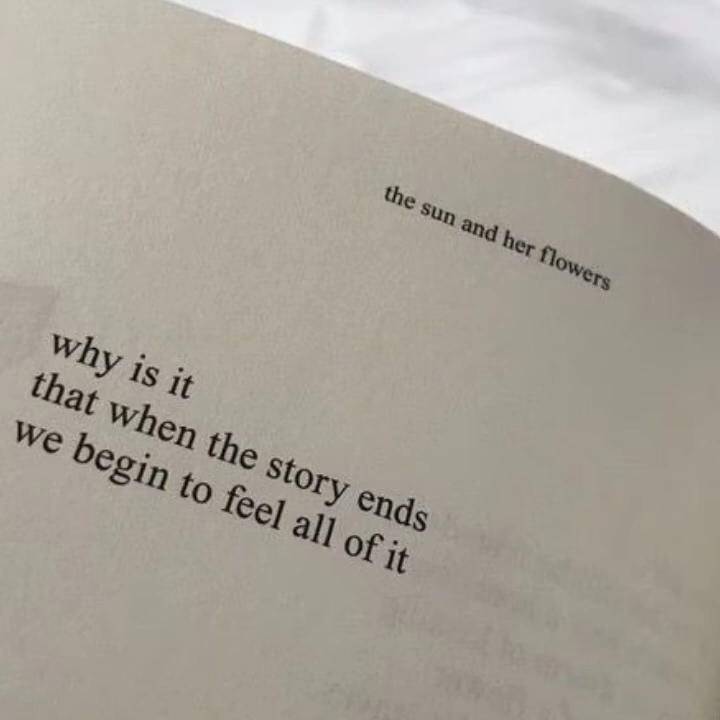 the sun and her flowers
why is it
that when the story ends
we begin to feel all of it